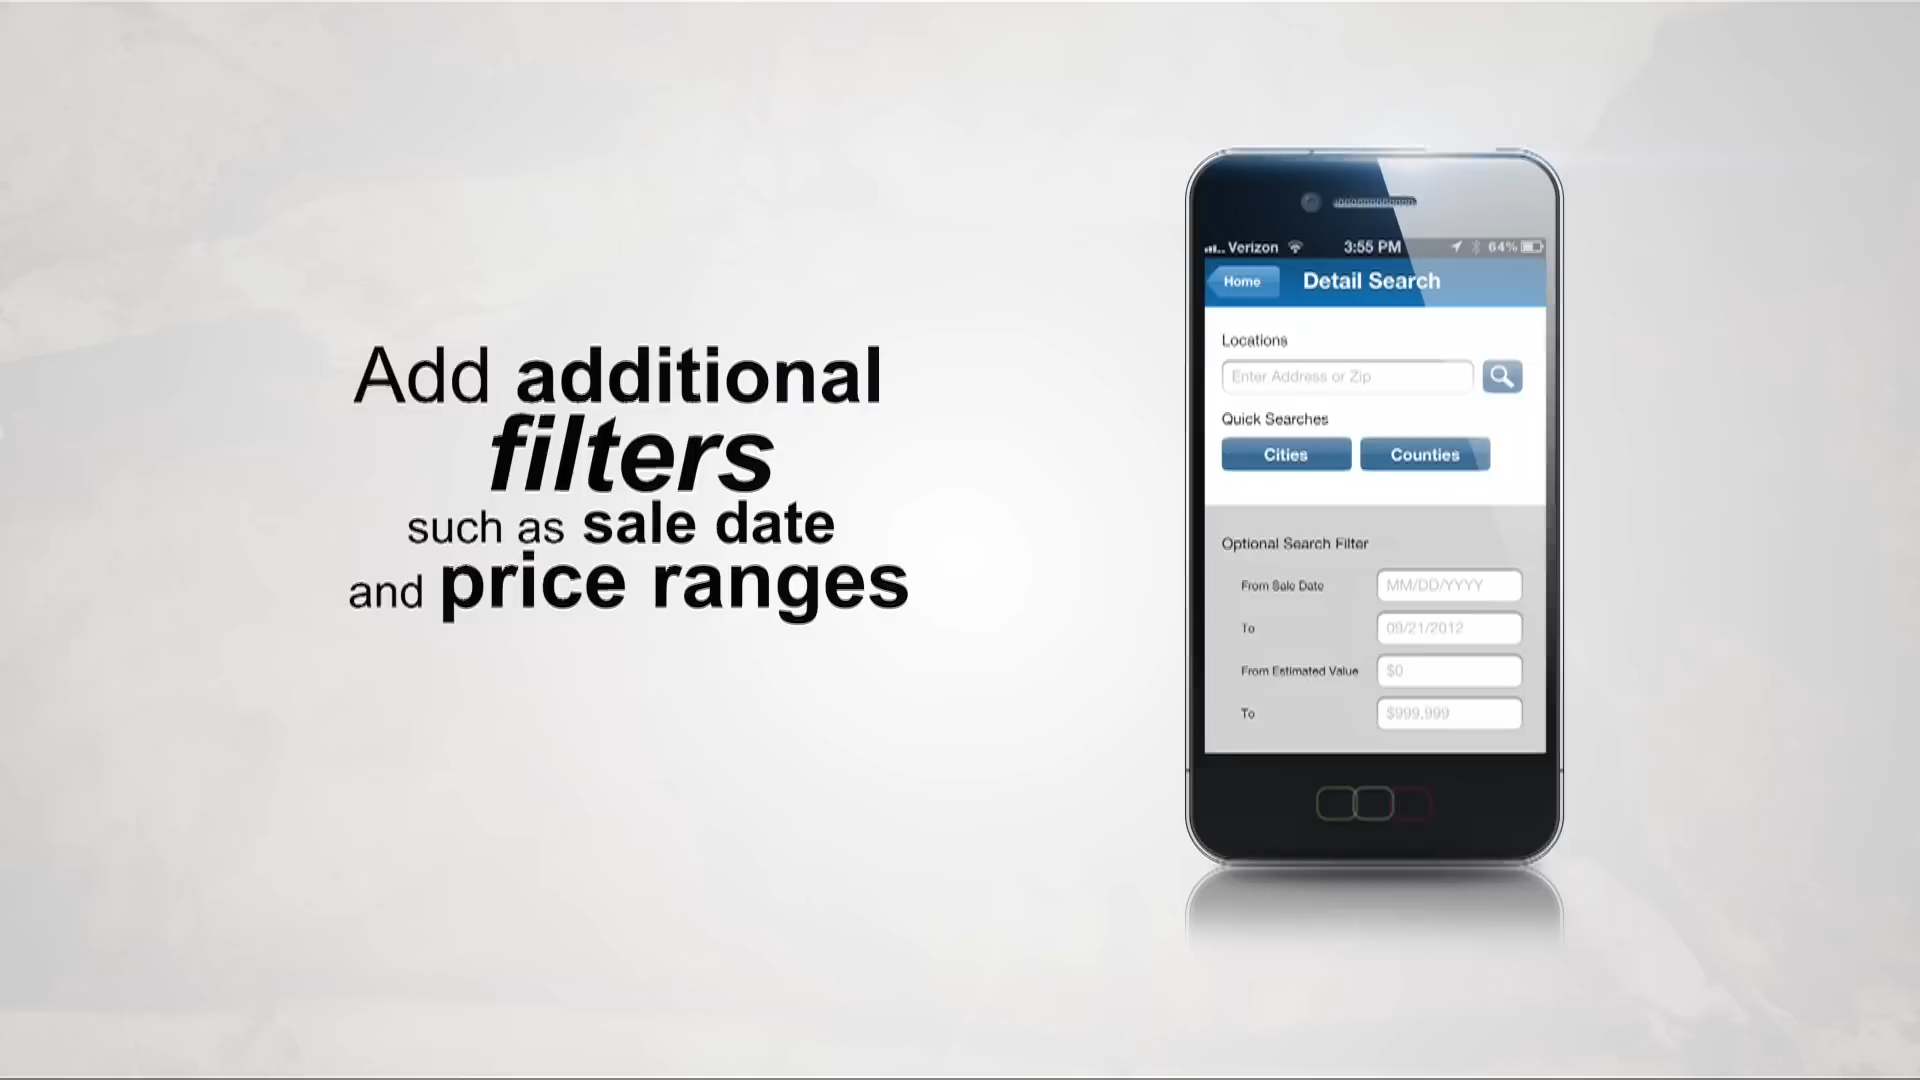 Add additional
filters
such as sale date
and price ranges
Verizon 3:55 PM 64%
Home Detail Search
Locations
Enter Address or Zip
Quick Searches
Cities Counties
Optional Search Filter
From Sale Date MM/DD/YYYY
To 09/21/2012
From Estimated Value $0
To $999,999